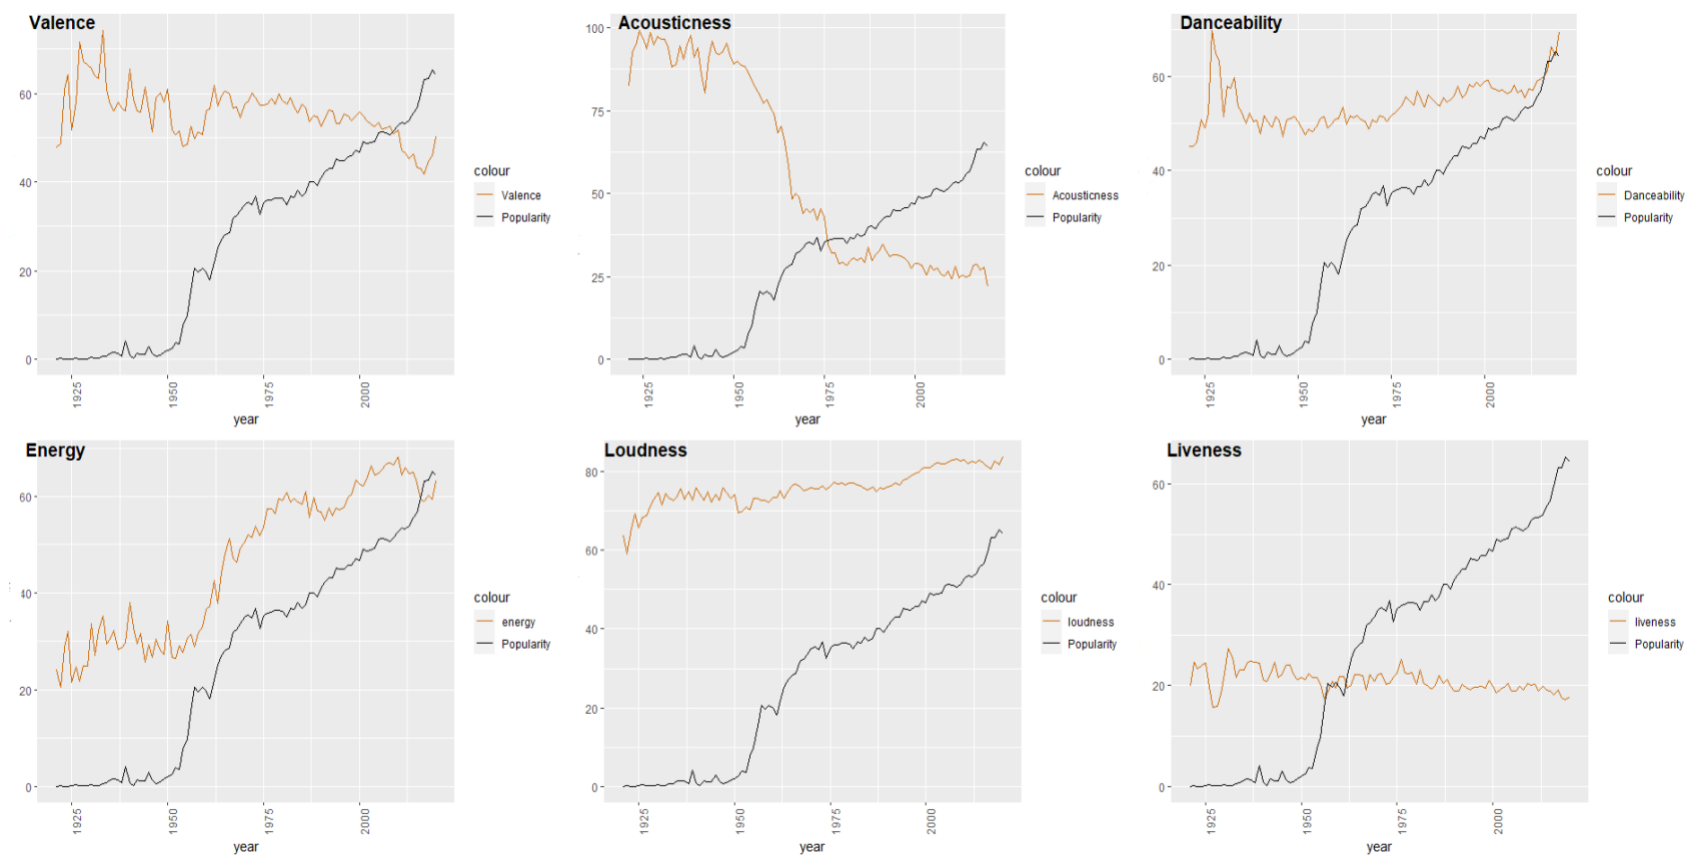 Valence
60
40
20
0
1925
1950
1975
2000
year
colour
Valence
Popularity
Acousticness
100
75
50
25
0
1925
1950
1975
2000
year
colour
Acousticness
Popularity
Danceability
60
40
20
0
1925
1950
1975
2000
year
colour
Danceability
Popularity
Energy
60
40
20
0
1925
1950
1975
2000
year
colour
energy
Popularity
Loudness
80
60
40
20
0
1925
1950
1975
2000
year
colour
loudness
Popularity
Liveness
60
40
20
0
1925
1950
1975
2000
year
colour
liveness
Popularity